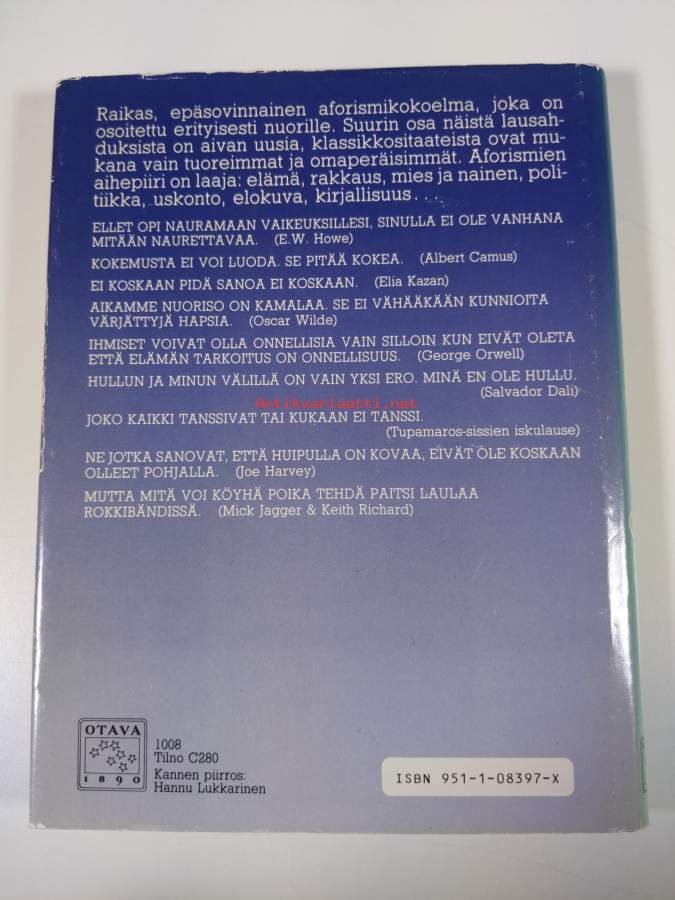 Raikas, epäsovinnainen aforismikokoelma, joka on
osoitettu erityisesti nuorille. Suurin osa näistä lausah-
duksista on aivan uusia, klassikkositaateista ovat mu-
kana vain tuoreimmat ja omaperäisimmät. Aforismien
aihepiiri on laaja: elämä, rakkaus, mies ja nainen, poli-
tiikka, uskonto, elokuva, kirjallisuus . . .
ELLET OPI NAURAMAAN VAIKEUKSILLESI, SINULLA EI OLE VANHANA
MITÄÄN NAURETTAVAA. (E.W. Howe)
KOKEMUSTA EI VOI LUODA. SE PITÄÄ KOKEA. (Albert Camus)
EI KOSKAAN PIDÄ SANOA EI KOSKAAN. (Elia Kazan)
AIKAMME NUORISO ON KAMALAA. SE EI VÄHÄÄKÄÄN KUNNIOITA
VÄRJÄTTYJÄ HAPSIA. (Oscar Wilde)
IHMISET VOIVAT OLLA ONNELLISIA VAIN SILLOIN KUN EIVÄT OLETA
ETTÄ ELÄMÄN TARKOITUS ON ONNELLISUUS. (George Orwell)
HULLUN JA MINUN VÄLILLÄ ON VAIN YKSI ERO. MINÄ EN OLE HULLU.
(Salvador Dali)
Antikvariaatti.net
JOKO KAIKKI TANSSIVAT TAI KUKAAN EI TANSSI.
(Tupamaros-sissien iskulause)
NE JOTKA SANOVAT, ETTÄ HUIPULLA ON KOVAA, EIVÄT OLE KOSKAAN
OLLEET POHJALLA. (Joe Harvey)
MUTTA MITÄ VOI KÖYHÄ POIKA TEHDÄ PAITSI LAULAA
ROKKIBÄNDISSÄ. (Mick Jagger & Keith Richard)
OTAVA
1890
1008
Tilno C280
Kannen piirros:
Hannu Lukkarinen
ISBN 951-1-08397-X